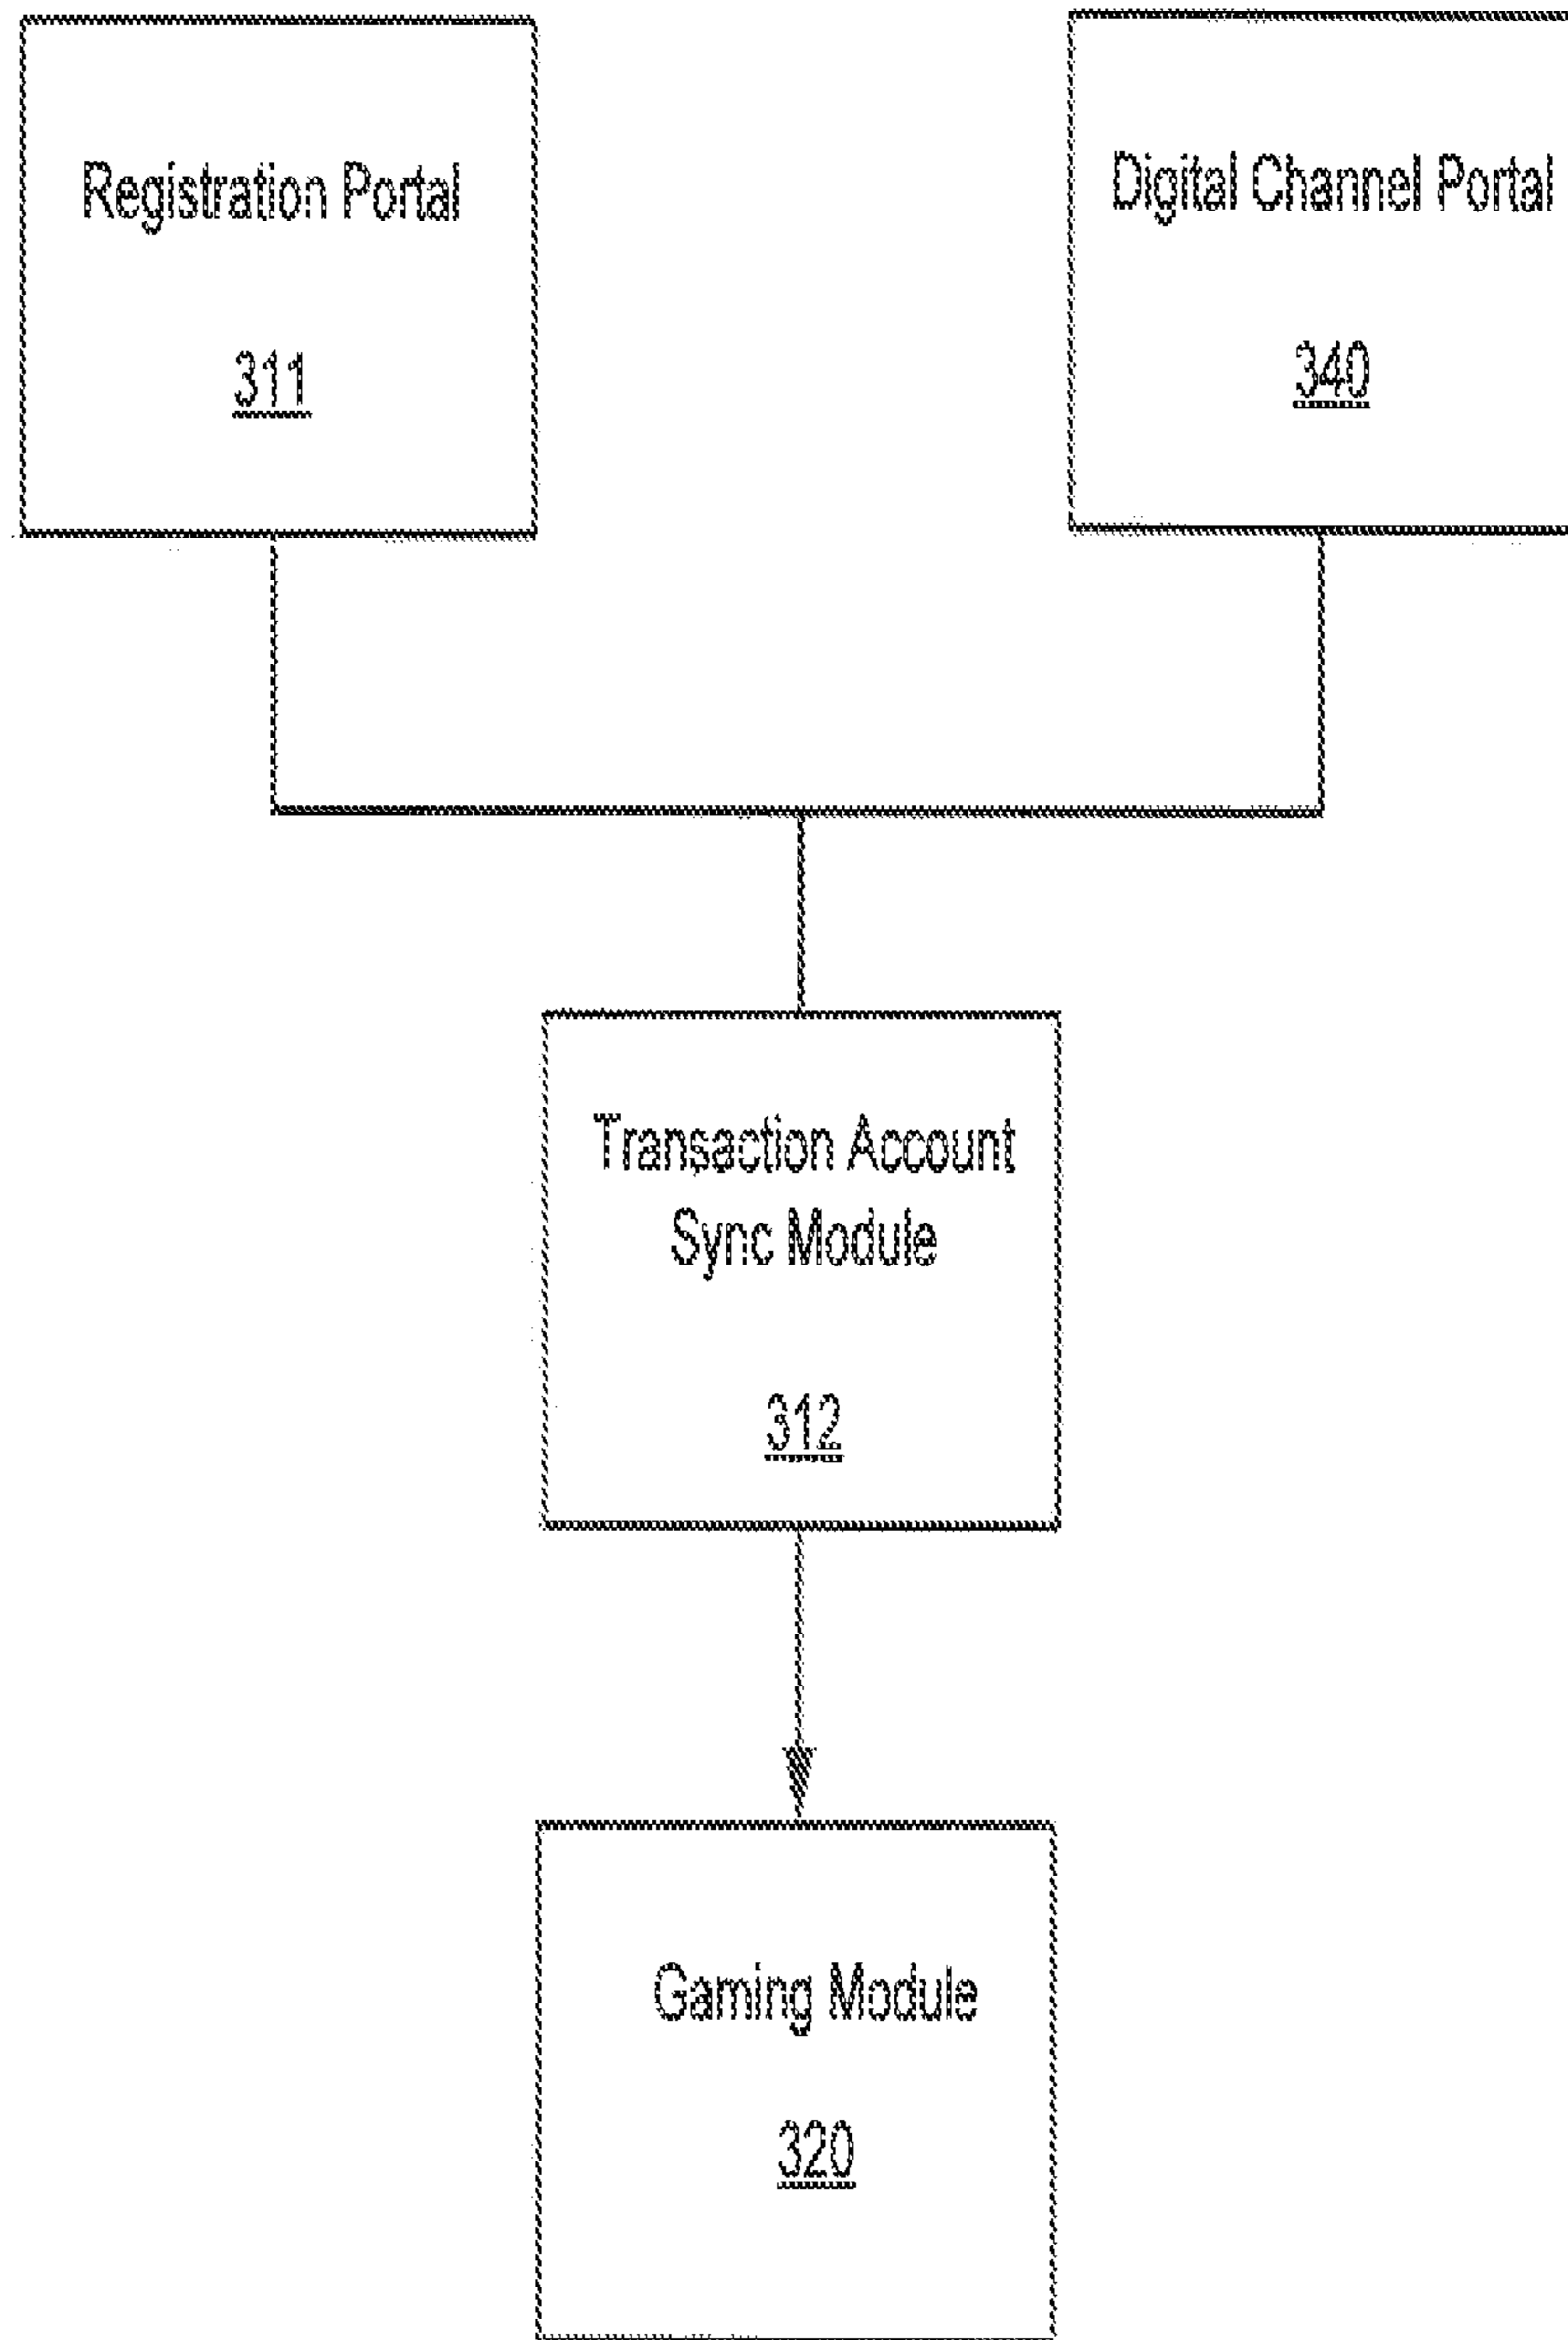 Registration Portal
311
Digital Channel Portal
340
Transaction Account
Sync Module
312
Gaming Module
320